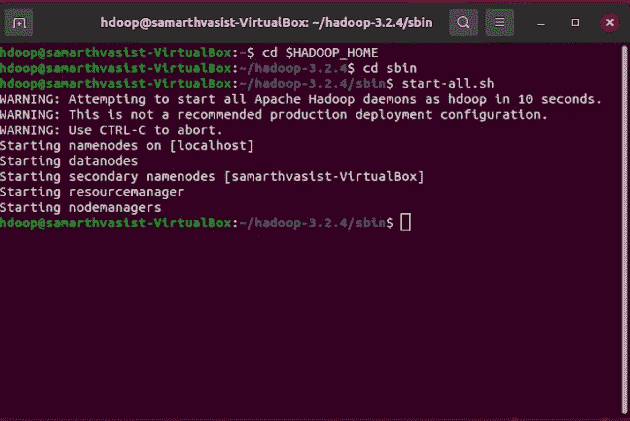 hdoop@samarthvasist-VirtualBox: ~/hadoop-3.2.4/sbin
hdoop@samarthvasist-VirtualBox:~$ cd $HADOOP_HOME
hdoop@samarthvasist-VirtualBox:~/hadoop-3.2.4$ cd sbin
hdoop@samarthvasist-VirtualBox:~/hadoop-3.2.4/sbin$ start-all.sh
WARNING: Attempting to start all Apache Hadoop daemons as hdoop in 10 seconds.
WARNING: This is not a recommended production deployment configuration.
WARNING: Use CTRL-C to abort.
Starting namenodes on [localhost]
Starting datanodes
Starting secondary namenodes [samarthvasist-VirtualBox]
Starting resourcemanager
Starting nodemanagers
hdoop@samarthvasist-VirtualBox:~/hadoop-3.2.4/sbin$